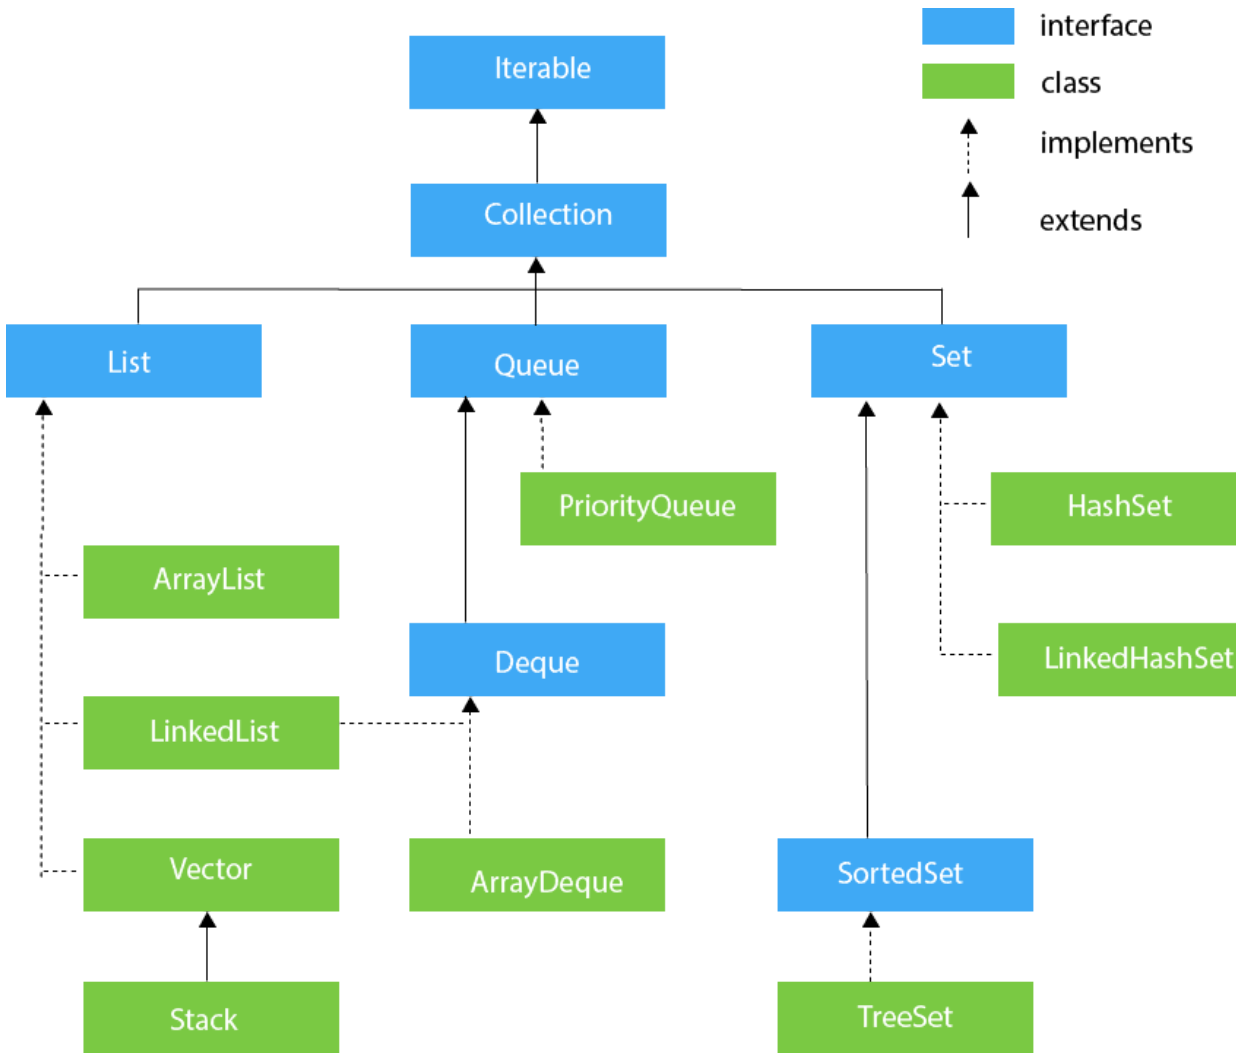 interface
Iterable
class
implements
Collection
extends
List
Queue
Set
PriorityQueue
HashSet
ArrayList
Deque
LinkedHashSet
LinkedList
Vector
ArrayDeque
SortedSet
Stack
TreeSet